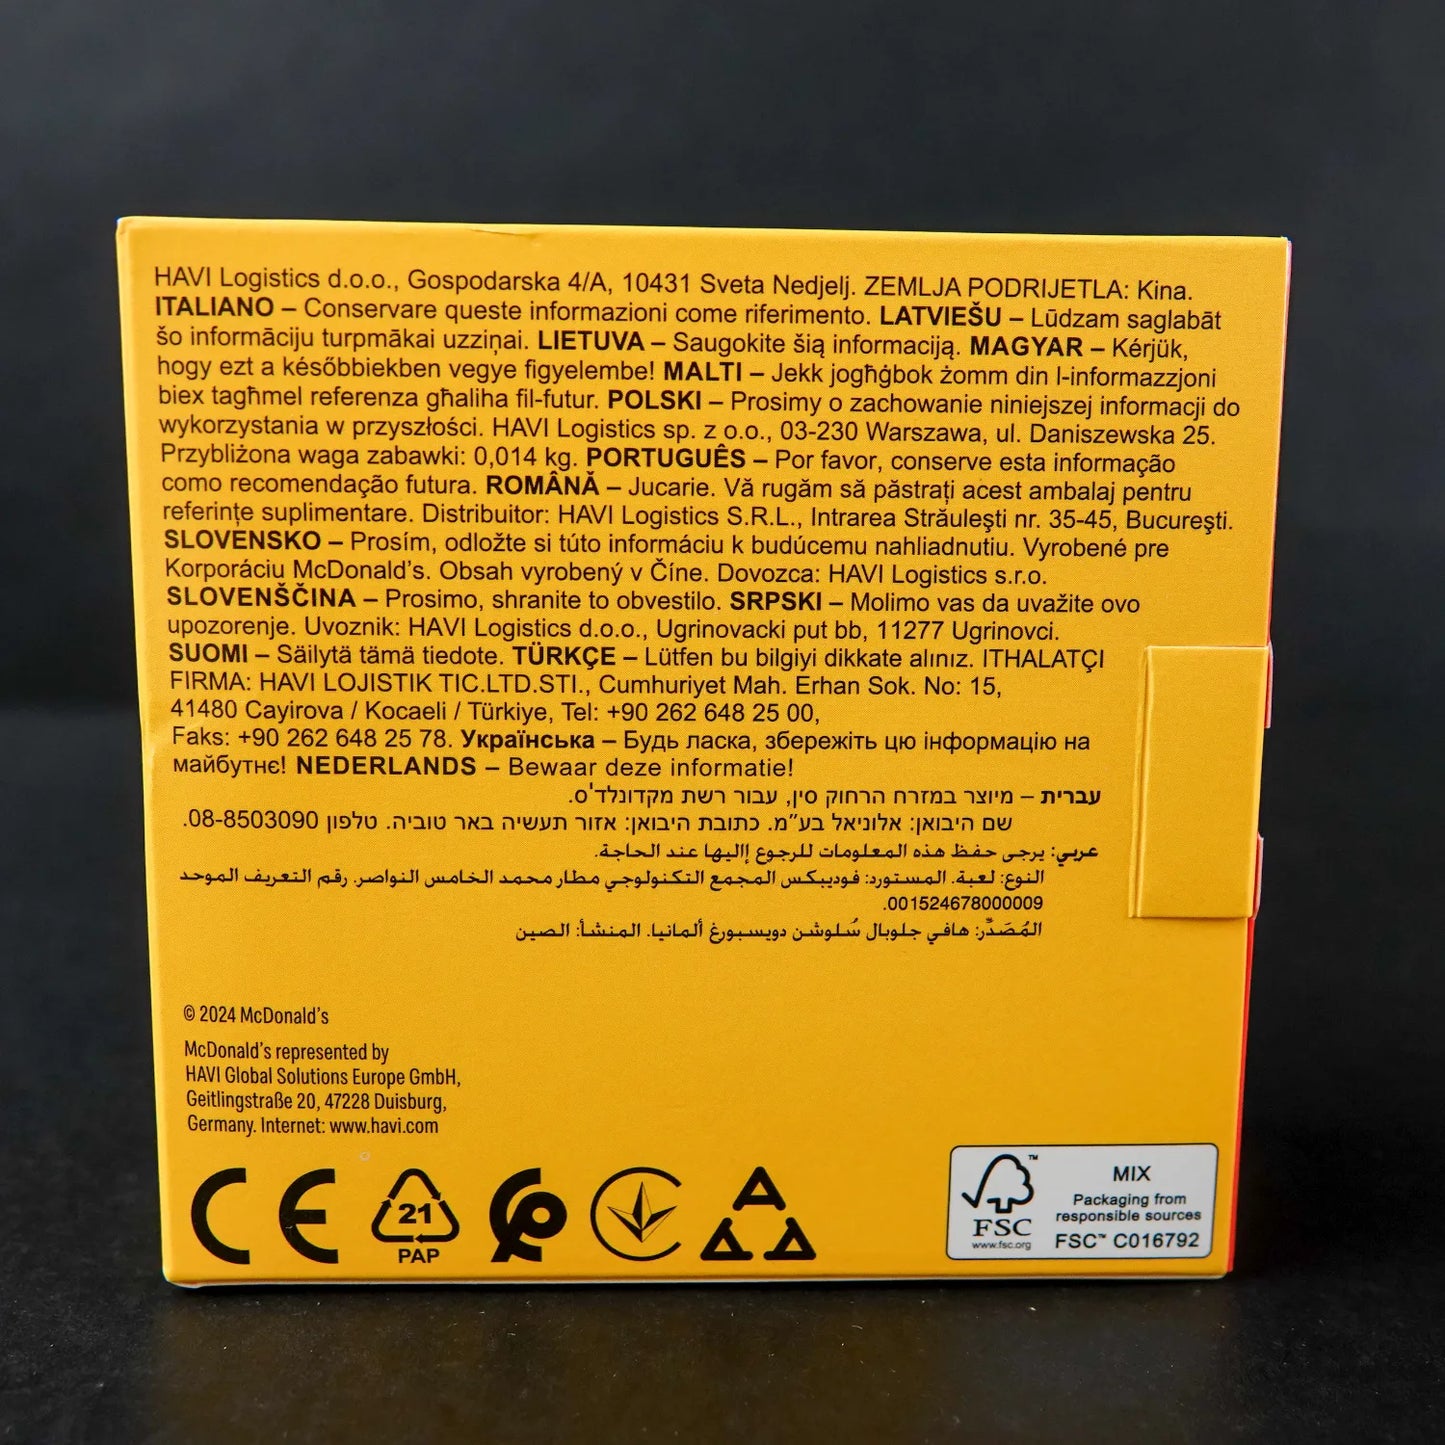 HAVI Logistics d.o.o., Gospodarska 4/A, 10431 Sveta Nedjelj. ZEMLJA PODRIJETLA: Kina.
ITALIANO – Conservare queste informazioni come riferimento. LATVIEŠU – Lūdzam saglabāt
šo informāciju turpmākai uzziņai. LIETUVA – Saugokite šią informaciją. MAGYAR – Kérjük,
hogy ezt a későbbiekben vegye figyelembe! MALTI – Jekk jogħġbok żomm din l-informazzjoni
biex tagħmel referenza għaliha fil-futur. POLSKI – Prosimy o zachowanie niniejszej informacji do
wykorzystania w przyszłości. HAVI Logistics sp. z o.o., 03-230 Warszawa, ul. Daniszewska 25.
Przybliżona waga zabawki: 0,014 kg. PORTUGUÊS – Por favor, conserve esta informação
como recomendação futura. ROMÂNĂ – Jucarie. Vă rugăm să păstrați acest ambalaj pentru
referințe suplimentare. Distribuitor: HAVI Logistics S.R.L., Intrarea Străuleşti nr. 35-45, Bucureşti.
SLOVENSKO – Prosím, odložte si túto informáciu k budúcemu nahliadnutiu. Vyrobené pre
Korporáciu McDonald's. Obsah vyrobený v Číne. Dovozca: HAVI Logistics s.r.o.
SLOVENŠČINA – Prosimo, shranite to obvestilo. SRPSKI – Molimo vas da uvažite ovo
upozorenje. Uvoznik: HAVI Logistics d.o.o., Ugrinovacki put bb, 11277 Ugrinovci.
SUOMI – Säilytä tämä tiedote. TÜRKÇE – Lütfen bu bilgiyi dikkate alınız. ITHALATÇI
FIRMA: HAVI LOJISTIK TIC.LTD.STI., Cumhuriyet Mah. Erhan Sok. No: 15,
41480 Cayirova / Kocaeli / Türkiye, Tel: +90 262 648 25 00,
Faks: +90 262 648 25 78. Українська – Будь ласка, збережіть цю інформацію на
майбутнє! NEDERLANDS – Bewaar deze informatie!
עברית – מיוצר במזרח הרחוק סין, עבור רשת מקדונלד'ס.
שם היבואן: אלוניאל בע״מ. כתובת היבואן: אזור תעשיה באר טוביה. טלפון 08-8503090.
عربي: يرجى حفظ هذه المعلومات للرجوع إاليها عند الحاجة.
النوع: لعبة. المستورد: فوديبكس المجمع التكنولوجي مطار محمد الخامس النواصر. رقم التعريف الموحد
001524678000009.
المُصَدِّر: هافي جلوبال سُلوشن دويسبورغ ألمانيا. المنشأ: الصين
© 2024 McDonald's
McDonald's represented by
HAVI Global Solutions Europe GmbH,
Geitlingstraße 20, 47228 Duisburg,
Germany. Internet: www.havi.com
CE
21
PAP
FSC™
www.fsc.org
MIX
Packaging from
responsible sources
FSC™ C016792